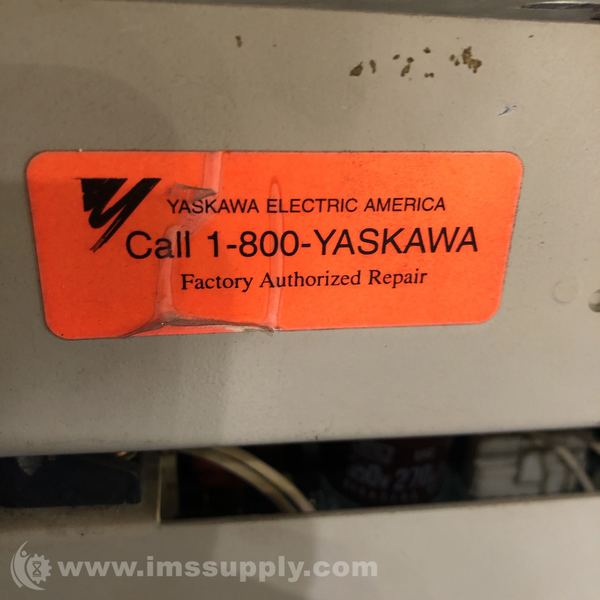 YASKAWA ELECTRIC AMERICA
Call 1-800-YASKAWA
Factory Authorized Repair
www.imssupply.com